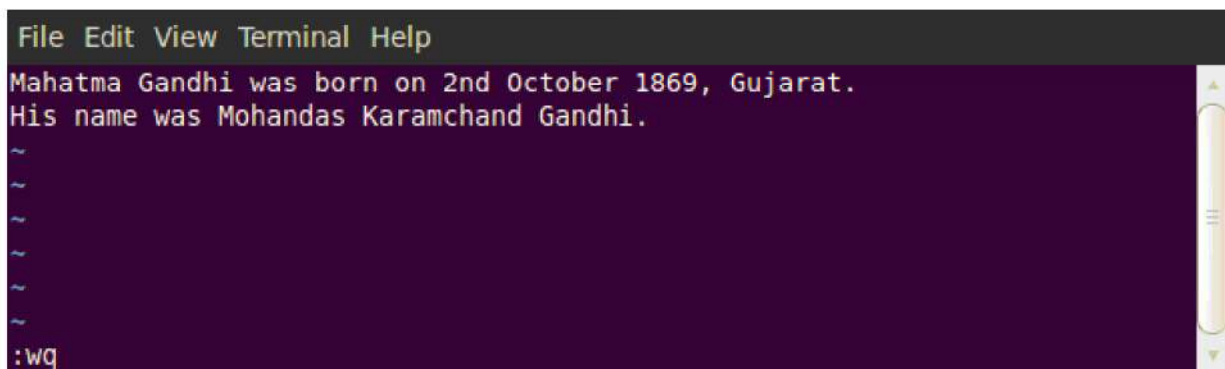 File Edit View Terminal Help
Mahatma Gandhi was born on 2nd October 1869, Gujarat.
His name was Mohandas Karamchand Gandhi.
~
~
~
~
~
~
:wq